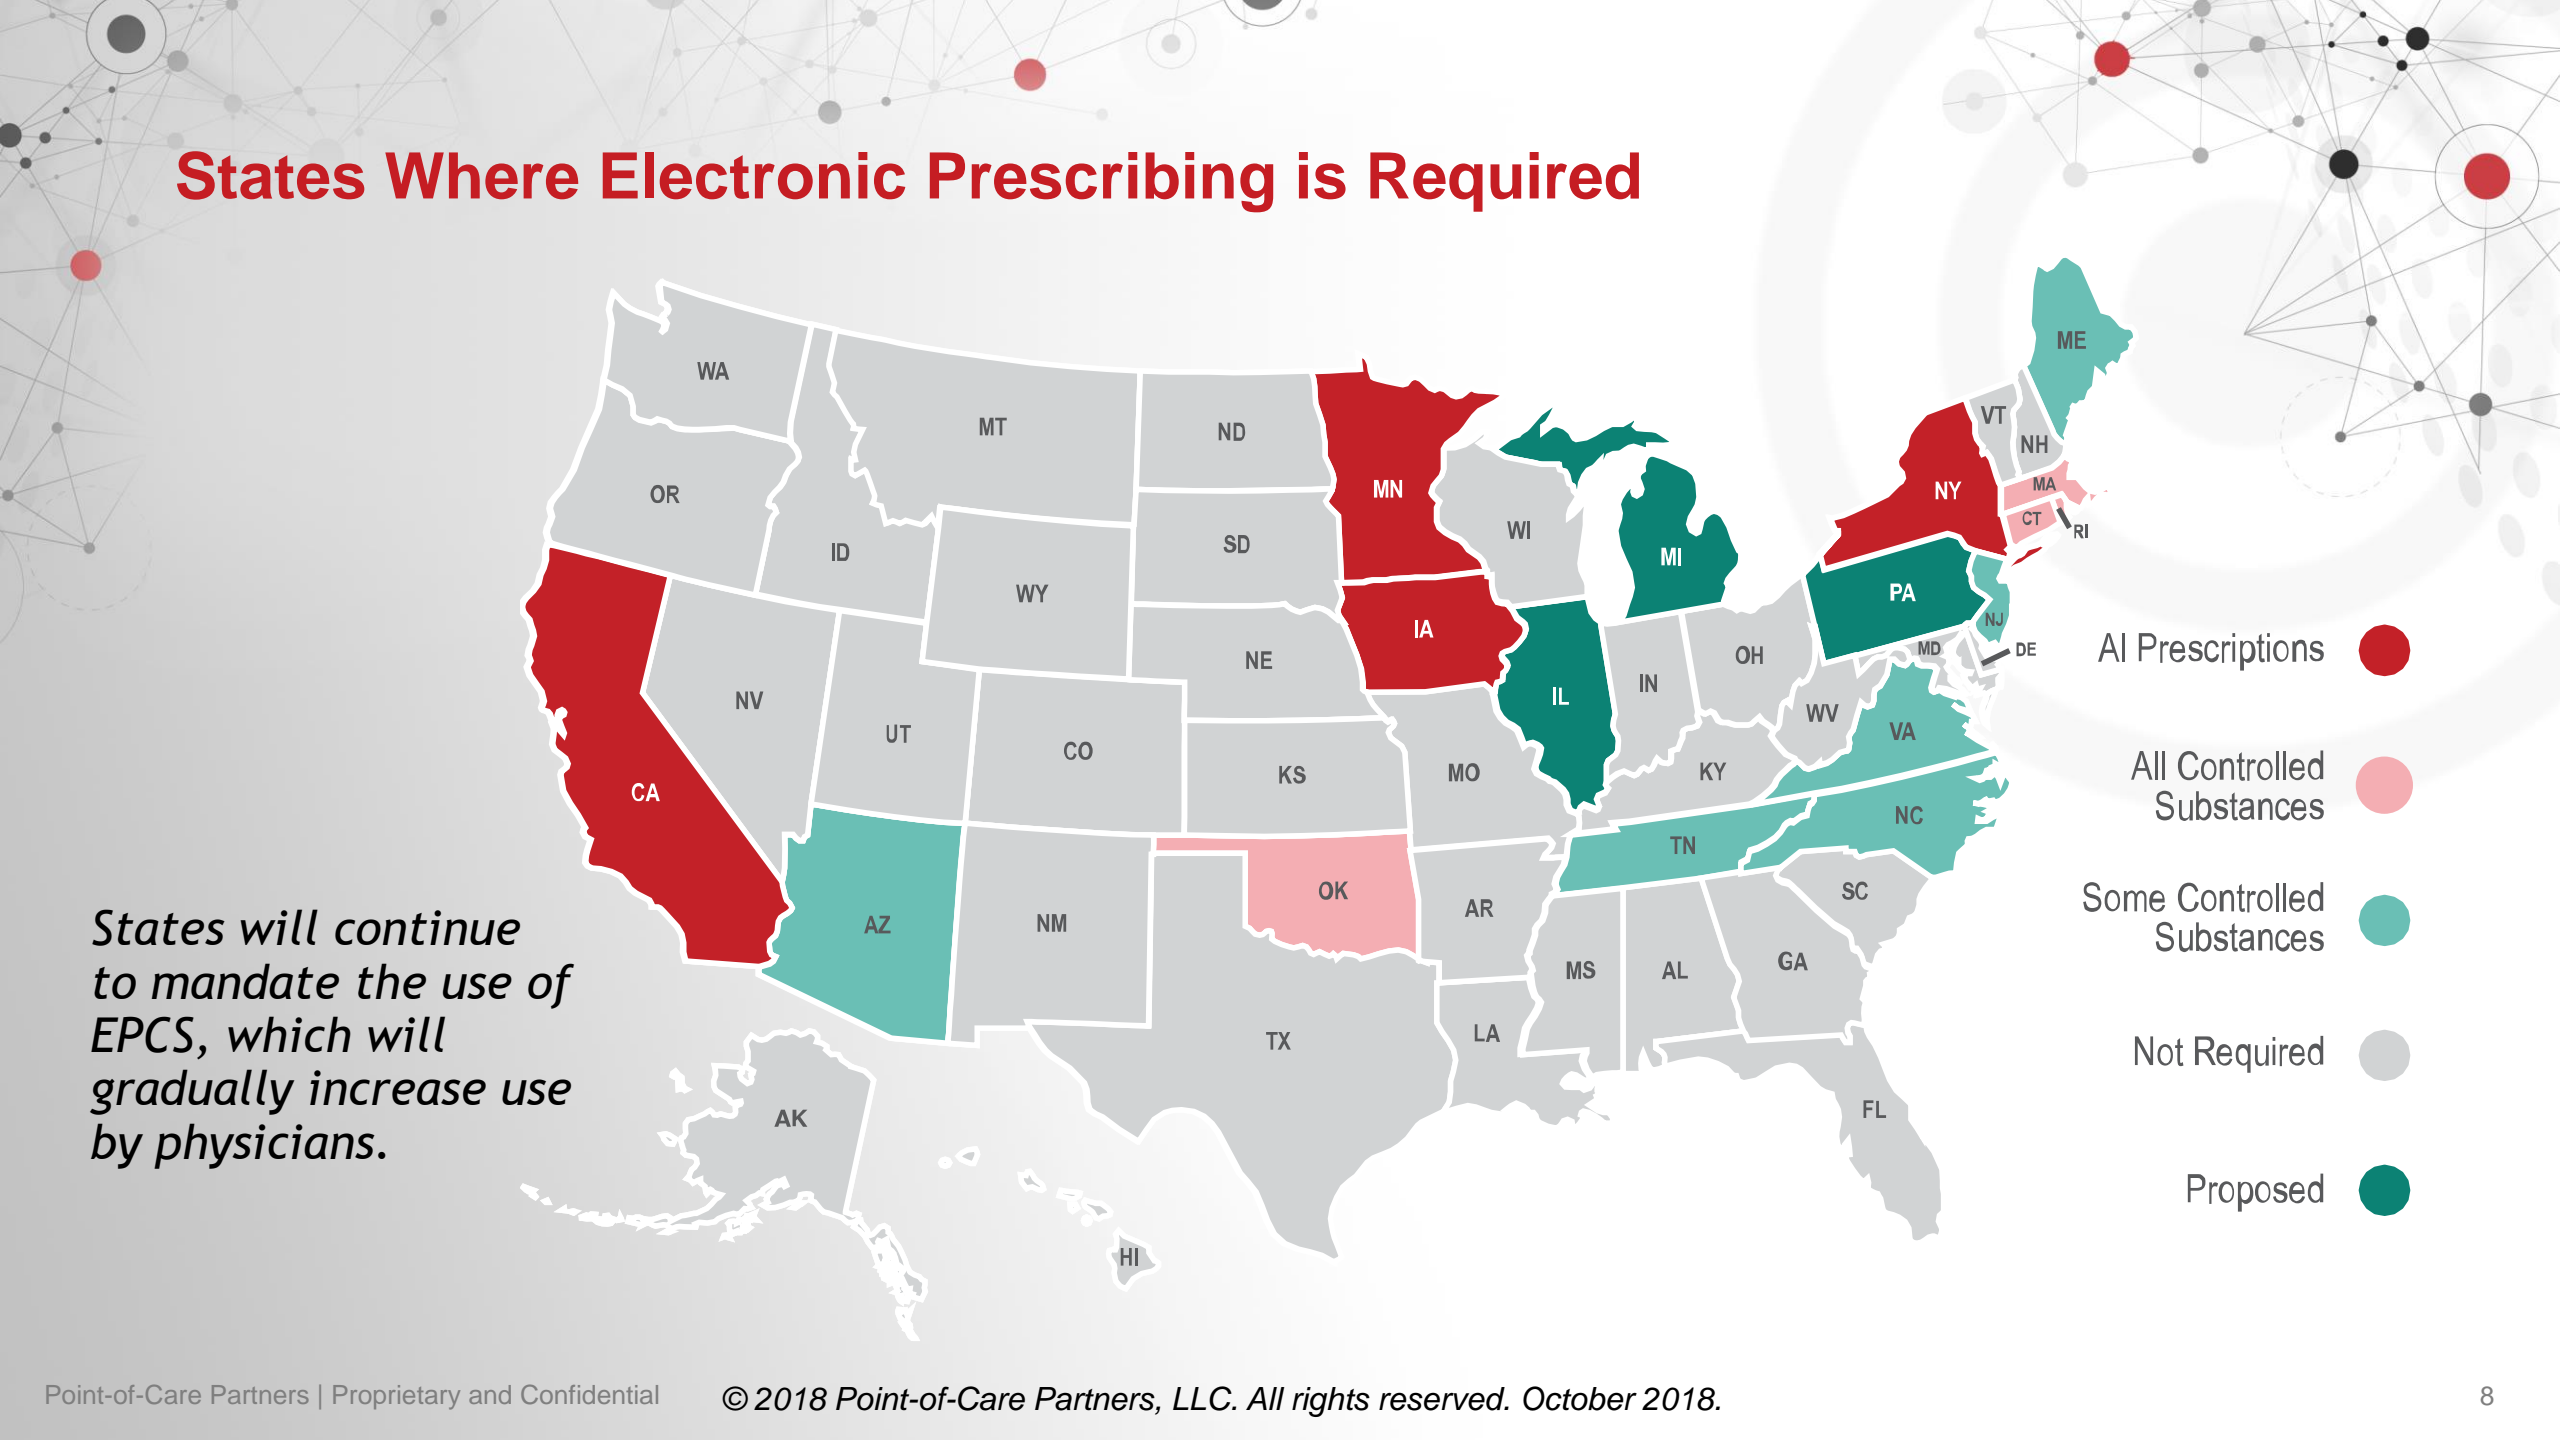 States Where Electronic Prescribing is Required
ME
WA
VT
MT
ND
NH
MN
NY
MA
OR
CT
WI
RI
SD
ID
MI
WY
PA
NJ
IA
MD
DE
NE
OH
IN
IL
NV
WV
UT
VA
CO
KS
MO
KY
CA
NC
TN
OK
SC
AR
AZ
NM
GA
MS
AL
LA
TX
FL
AK
HI
Al Prescriptions
All Controlled
Substances
Some Controlled
Substances
Not Required
Proposed
States will continue
to mandate the use of
EPCS, which will
gradually increase use
by physicians.
Point-of-Care Partners | Proprietary and Confidential
© 2018 Point-of-Care Partners, LLC. All rights reserved. October 2018.
8